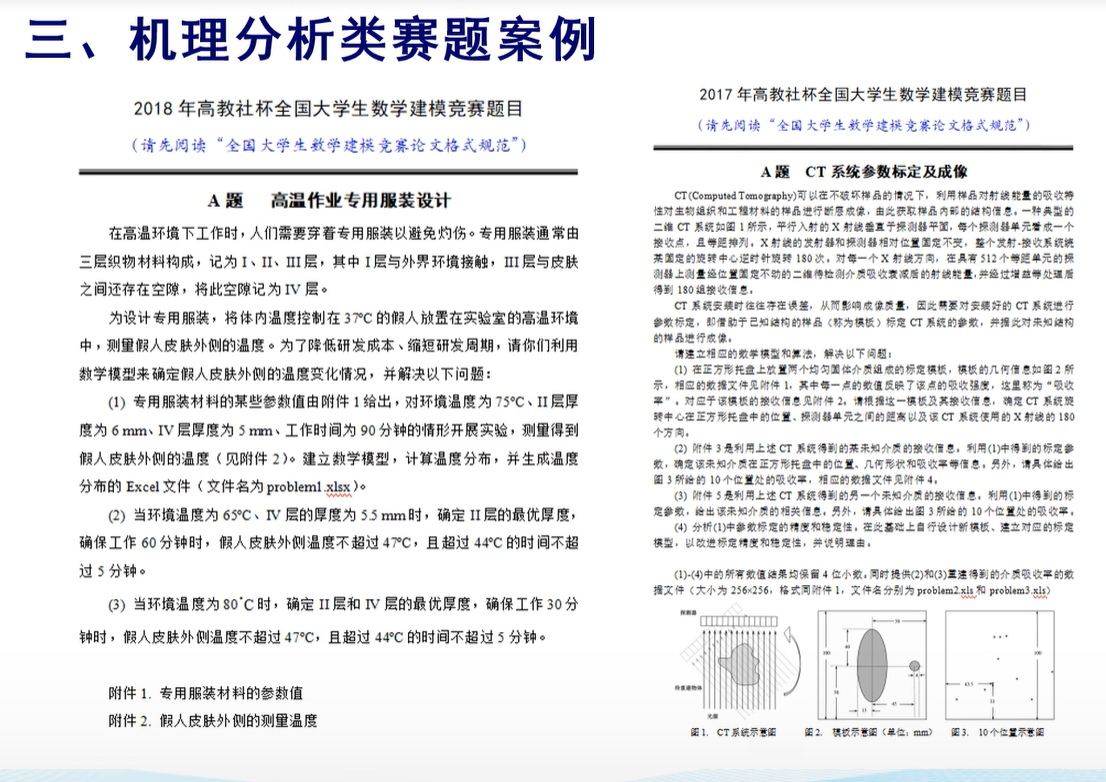 三、机理分析类赛题案例
2018 年高教社杯全国大学生数学建模竞赛题目
(请先阅读“全国大学生数学建模竞赛论文格式规范”)
A 题 高温作业专用服装设计
在高温环境下工作时，人们需要穿着专用服装以避免灼伤。专用服装通常由
三层织物材料构成，记为 I、II、III 层，其中 I 层与外界环境接触，III 层与皮肤
之间还存在空隙，将此空隙记为 IV 层。
为设计专用服装，将体内温度控制在 37ºC 的假人放置在实验室的高温环境
中，测量假人皮肤外侧的温度。为了降低研发成本、缩短研发周期，请你们利用
数学模型来确定假人皮肤外侧的温度变化情况，并解决以下问题：
(1) 专用服装材料的某些参数值由附件 1 给出，对环境温度为 75ºC、II 层厚
度为 6 mm、IV 层厚度为 5 mm、工作时间为 90 分钟的情形开展实验，测量得到
假人皮肤外侧的温度（见附件 2）。建立数学模型，计算温度分布，并生成温度
分布的 Excel 文件（文件名为 problem1.xlsx）。
(2) 当环境温度为 65ºC、IV 层的厚度为 5.5 mm 时，确定 II 层的最优厚度，
确保工作 60 分钟时，假人皮肤外侧温度不超过 47ºC，且超过 44ºC 的时间不超
过 5 分钟。
(3) 当环境温度为 80°C 时，确定 II 层和 IV 层的最优厚度，确保工作 30 分
钟时，假人皮肤外侧温度不超过 47ºC，且超过 44ºC 的时间不超过 5 分钟。
附件 1. 专用服装材料的参数值
附件 2. 假人皮肤外侧的测量温度
2017 年高教社杯全国大学生数学建模竞赛题目
(请先阅读“全国大学生数学建模竞赛论文格式规范”)
A 题 CT 系统参数标定及成像
CT(Computed Tomography)可以在不破坏样品的情况下，利用样品对射线能量的吸收特
性对生物组织和工程材料的样品进行断层成像，由此获取样品内部的结构信息。一种典型的
二维 CT 系统如图 1 所示，平行入射的 X 射线垂直于探测器平面，每个探测器单元看成一个
接收点，且等距排列。X 射线的发射器和探测器相对位置固定不变，整个发射-接收系统绕
某固定的旋转中心逆时针旋转 180 次。对每一个 X 射线方向，在具有 512 个等距单元的探
测器上测量经位置固定不动的二维待检测介质吸收衰减后的射线能量，并经过增益等处理后
得到 180 组接收信息。
CT 系统安装时往往存在误差，从而影响成像质量，因此需要对安装好的 CT 系统进行
参数标定，即借助于已知结构的样品（称为模板）标定 CT 系统的参数，并据此对未知结构
的样品进行成像。
请建立相应的数学模型和算法，解决以下问题：
(1) 在正方形托盘上放置两个均匀固体介质组成的标定模板，模板的几何信息如图 2 所
示，相应的数据文件见附件 1，其中每一点的数值反映了该点的吸收强度，这里称为“吸收
率”。对应于该模板的接收信息见附件 2。请根据这一模板及其接收信息，确定 CT 系统旋
转中心在正方形托盘中的位置、探测器单元之间的距离以及该 CT 系统使用的 X 射线的 180
个方向。
(2) 附件 3 是利用上述 CT 系统得到的某未知介质的接收信息。利用(1)中得到的标定参
数，确定该未知介质在正方形托盘中的位置、几何形状和吸收率等信息。另外，请具体给出
图 3 所给的 10 个位置处的吸收率，相应的数据文件见附件 4。
(3) 附件 5 是利用上述 CT 系统得到的另一个未知介质的接收信息。利用(1)中得到的标
定参数，给出该未知介质的相关信息。另外，请具体给出图 3 所给的 10 个位置处的吸收率。
(4) 分析(1)中参数标定的精度和稳定性。在此基础上自行设计新模板、建立对应的标定
模型，以改进标定精度和稳定性，并说明理由。
(1)-(4)中的所有数值结果均保留 4 位小数。同时提供(2)和(3)重建得到的介质吸收率的数
据文件（大小为 256×256，格式同附件 1，文件名分别为 problem2.xls 和 problem3.xls）
探测器
待重建物体
光源
图 1. CT 系统示意图
100
40
50
15
45
图 2. 模板示意图（单位：mm）
100
图 3. 10 个位置示意图